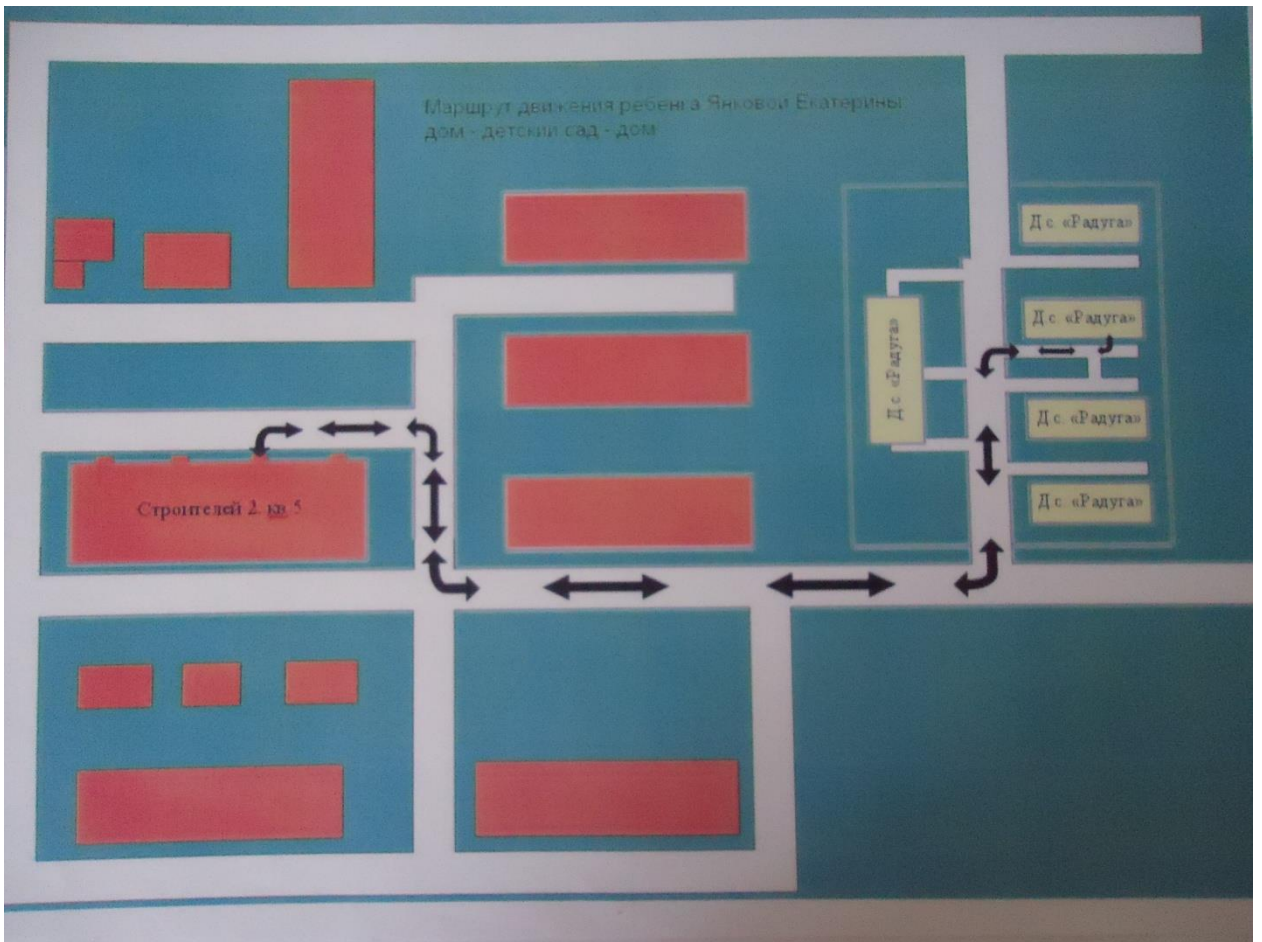 Маршрут движения ребенка Янковой Екатерины
дом - детский сад - дом
Д.с. «Радуга»
Д.с. «Радуга»
Д.с. «Радуга»
Д.с. «Радуга»
Д.с. «Радуга»
Строителей 2. кв. 5